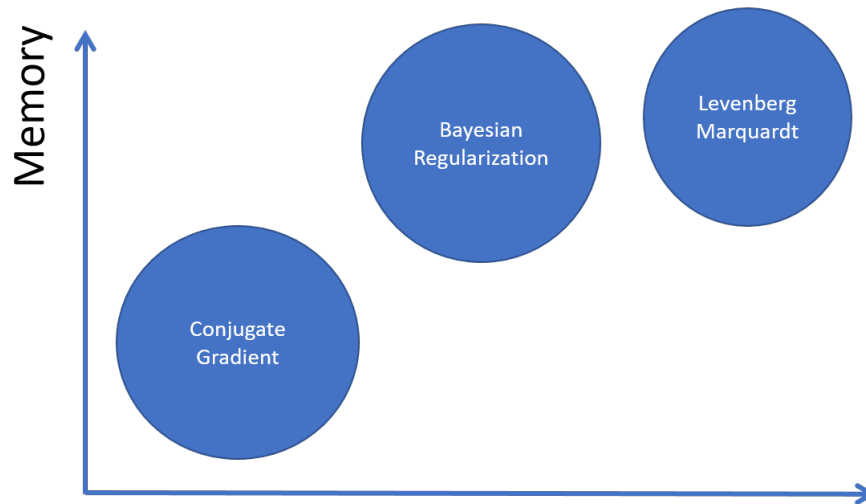 Memory
Bayesian
Regularization
Levenberg
Marquardt
Conjugate
Gradient